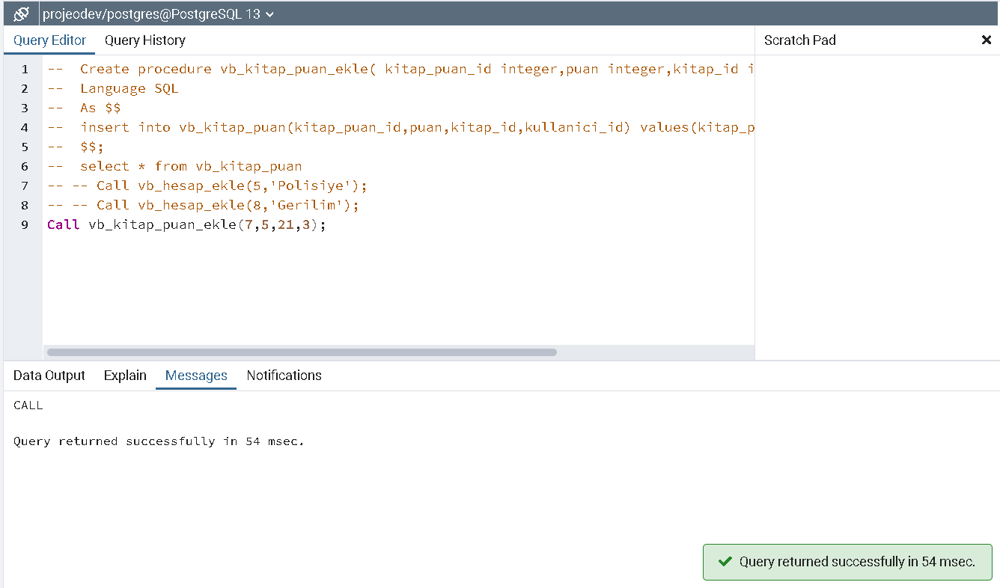 projeodev/postgres@PostgreSQL 13
Query Editor Query History
Scratch Pad
1 -- Create procedure vb_kitap_puan_ekle( kitap_puan_id integer,puan integer,kitap_id i
2 -- Language SQL
3 -- As $$
4 -- insert into vb_kitap_puan(kitap_puan_id,puan,kitap_id,kullanici_id) values(kitap_p
5 -- $$;
6 -- select * from vb_kitap_puan
7 -- -- Call vb_hesap_ekle(5,'Polisiye');
8 -- -- Call vb_hesap_ekle(8,'Gerilim');
9 Call vb_kitap_puan_ekle(7,5,21,3);
Data Output Explain Messages Notifications
CALL
Query returned successfully in 54 msec.
Query returned successfully in 54 msec.